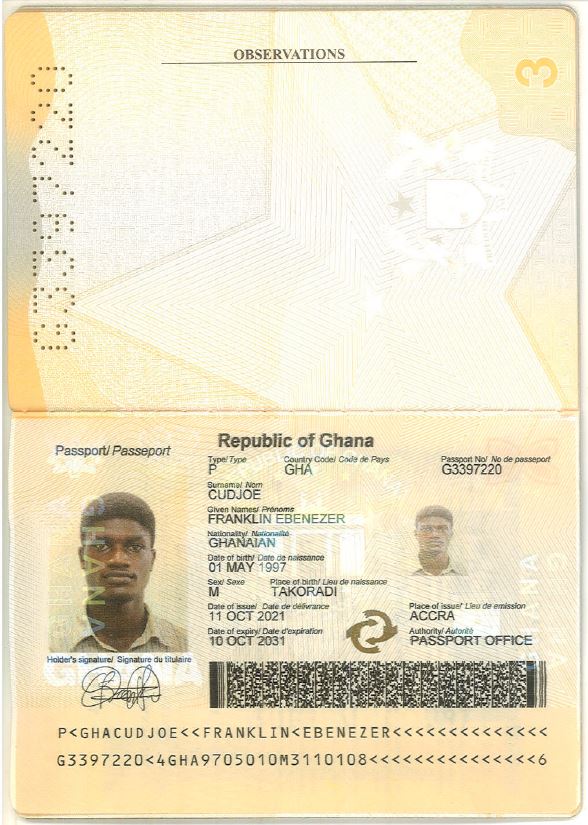 OBSERVATIONS
3
G3397220
Passport/ Passeport
Republic of Ghana
Type/ Type Country Code/ Code de Pays Passport No/ No de passeport
P GHA G3397220
Surname/ Nom
CUDJOE
Given Names/ Prénoms
FRANKLIN EBENEZER
Nationality/ Nationalité
GHANAIAN
Date of birth/ Date de naissance
01 MAY 1997
Sex/ Sexe Place of birth/ Lieu de naissance
M TAKORADI
Date of issue/ Date de délivrance Place of issue/ Lieu de emission
11 OCT 2021 ACCRA
Date of expiry/ Date d'expiration Authority/ Autorité
10 OCT 2031 PASSPORT OFFICE
Holder's signature/ Signature du titulaire
P<GHACUDJOE<<FRANKLIN<EBENEZER<<<<<<<<<<<<<<
G3397220<4GHA9705010M3110108<<<<<<<<<<<<<<<6